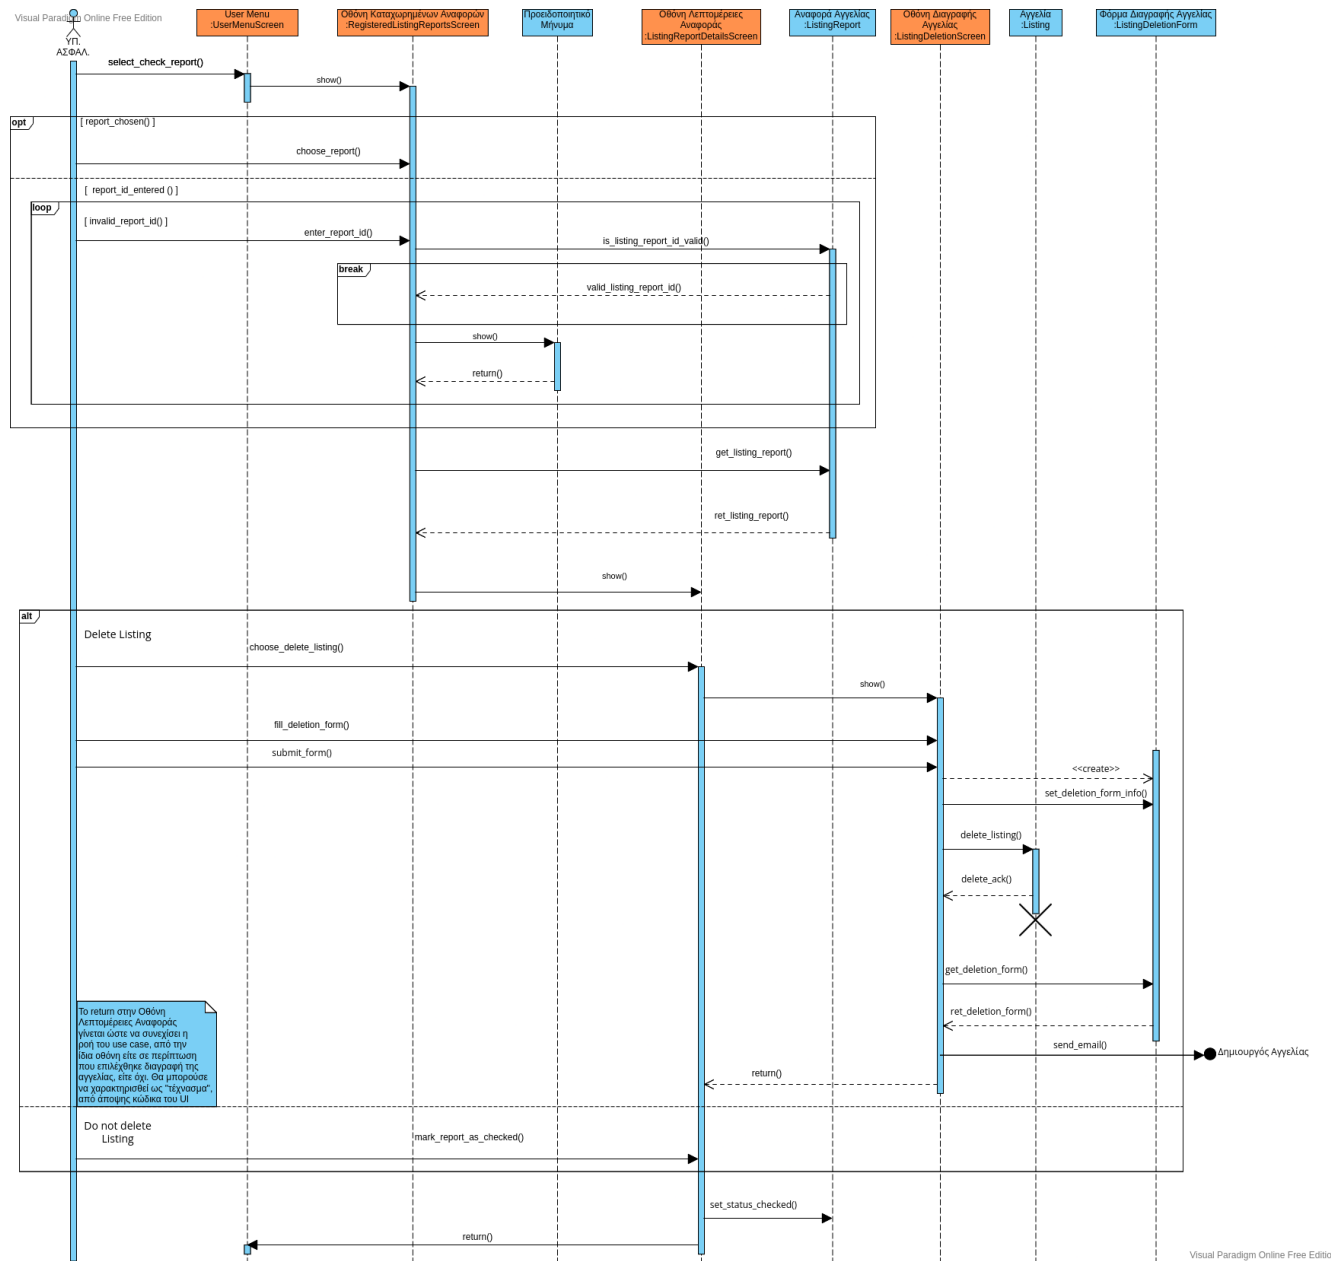 Visual Paradigm Online Free Edition
ΥΠ.
ΑΣΦΑΛ.
User Menu
:UserMenuScreen
Οθόνη Καταχωρημένων Αναφορών
:RegisteredListingReportsScreen
Προειδοποιητικό
Μήνυμα
Οθόνη Λεπτομέρειες
Αναφοράς
:ListingReportDetailsScreen
Αναφορά Αγγελίας
:ListingReport
Οθόνη Διαγραφής
Αγγελίας
:ListingDeletionScreen
Αγγελία
:Listing
Φόρμα Διαγραφής Αγγελίας
:ListingDeletionForm
select_check_report()
show()
opt
[ report_chosen() ]
choose_report()
[ report_id_entered () ]
loop
[ invalid_report_id() ]
enter_report_id()
is_listing_report_id_valid()
break
valid_listing_report_id()
show()
return()
get_listing_report()
ret_listing_report()
show()
alt
Delete Listing
choose_delete_listing()
show()
fill_deletion_form()
submit_form()
<<create>>
set_deletion_form_info()
delete_listing()
delete_ack()
get_deletion_form()
ret_deletion_form()
send_email()
Δημιουργός Αγγελίας
return()
Το return στην Οθόνη
Λεπτομέρειες Αναφοράς
γίνεται ώστε να συνεχίσει η
ροή του use case, από την
ίδια οθόνη είτε σε περίπτωση
που επιλέχθηκε διαγραφή της
αγγελίας, είτε όχι. Θα μπορούσε
να χαρακτηρισθεί ως "τέχνασμα",
από άποψης κώδικα του UI
Do not delete
Listing
mark_report_as_checked()
set_status_checked()
return()
Visual Paradigm Online Free Editio